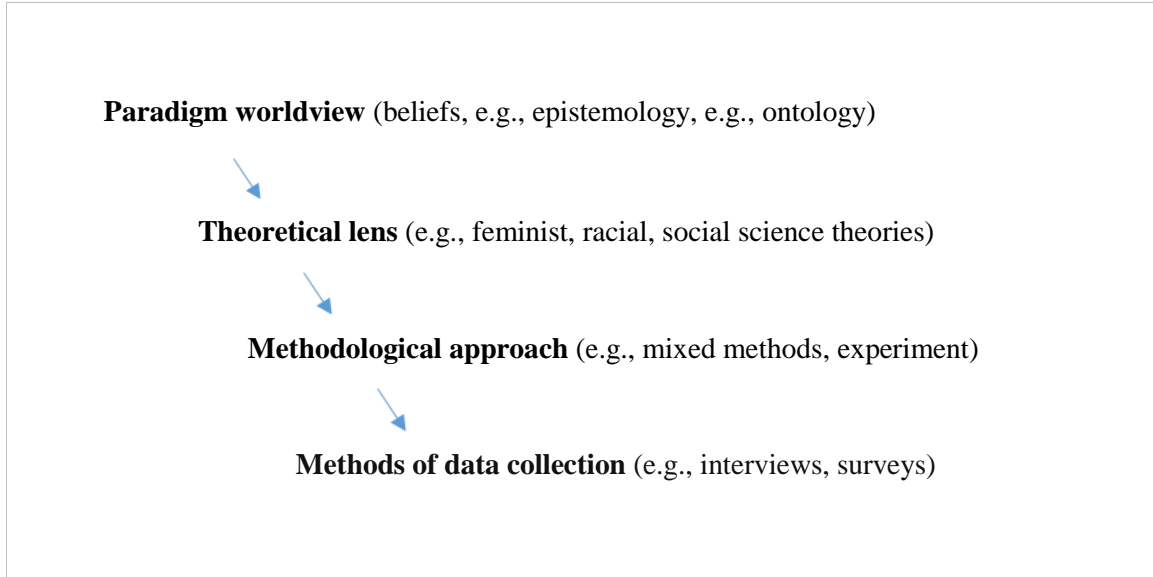 Paradigm worldview (beliefs, e.g., epistemology, e.g., ontology)
Theoretical lens (e.g., feminist, racial, social science theories)
Methodological approach (e.g., mixed methods, experiment)
Methods of data collection (e.g., interviews, surveys)